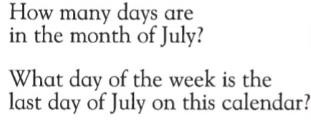 How many days are
in the month of July?
What day of the week is the
last day of July on this calendar?